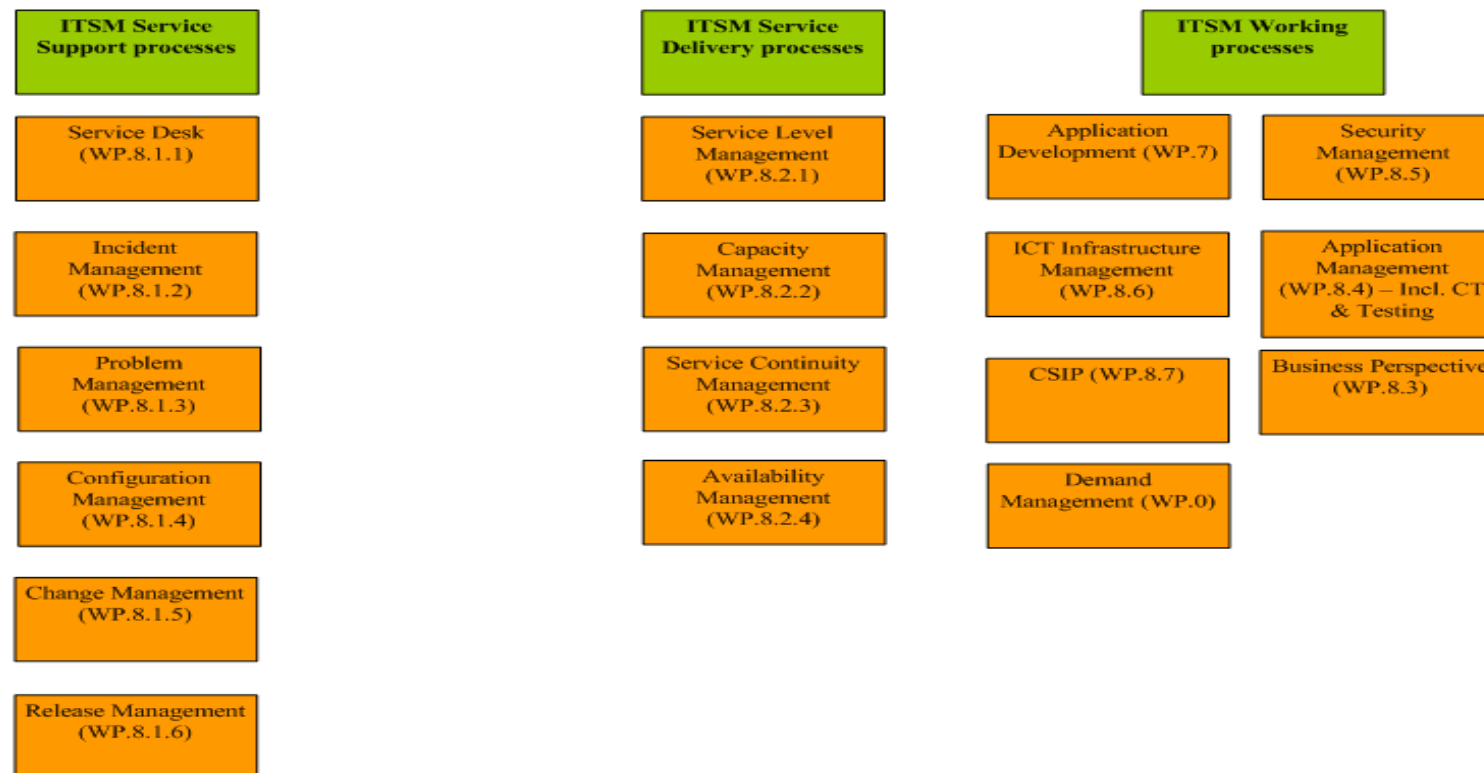 ITSM Service
Support processes
Service Desk
(WP.8.1.1)
Incident
Management
(WP.8.1.2)
Problem
Management
(WP.8.1.3)
Configuration
Management
(WP.8.1.4)
Change Management
(WP.8.1.5)
Release Management
(WP.8.1.6)
ITSM Service
Delivery processes
Service Level
Management
(WP.8.2.1)
Capacity
Management
(WP.8.2.2)
Service Continuity
Management
(WP.8.2.3)
Availability
Management
(WP.8.2.4)
ITSM Working
processes
Application
Development (WP.7)
Security
Management
(WP.8.5)
ICT Infrastructure
Management
(WP.8.6)
Application
Management
(WP.8.4) – Incl. CT
& Testing
CSIP (WP.8.7)
Business Perspective
(WP.8.3)
Demand
Management (WP.0)